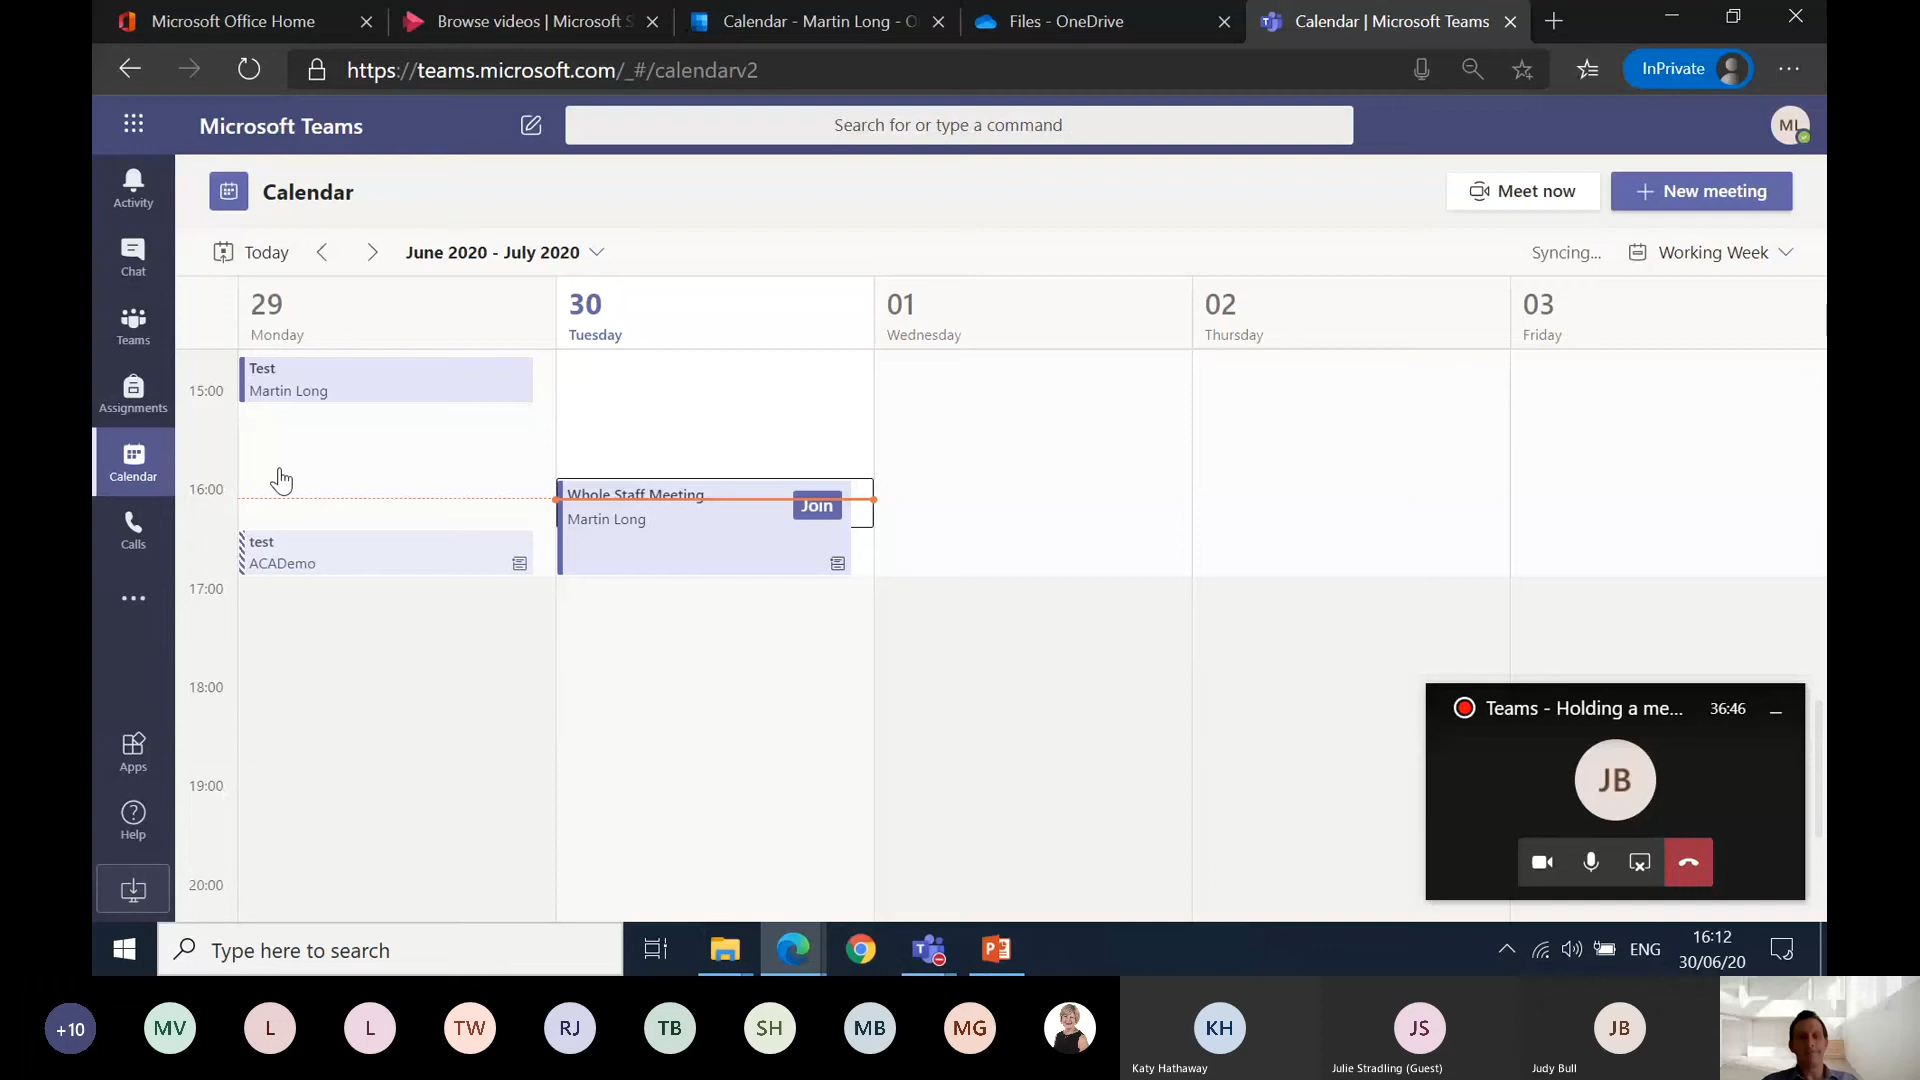 Microsoft Office Home
Browse videos | Microsoft S
Calendar - Martin Long - O
Files - OneDrive
Calendar | Microsoft Teams
https://teams.microsoft.com/_#/calendarv2
InPrivate
Microsoft Teams
Search for or type a command
ML
Activity
Chat
Teams
Assignments
Calendar
Calls
Apps
Help
Calendar
Meet now
New meeting
Today
June 2020 - July 2020
Syncing...
Working Week
29
Monday
30
Tuesday
01
Wednesday
02
Thursday
03
Friday
15:00
16:00
17:00
18:00
19:00
20:00
Test
Martin Long
test
ACADemo
Whole Staff Meeting
Martin Long
Join
Teams - Holding a me...
36:46
JB
Type here to search
ENG
16:12
30/06/20
+10
MV
L
L
TW
RJ
TB
SH
MB
MG
KH
Katy Hathaway
JS
Julie Stradling (Guest)
JB
Judy Bull